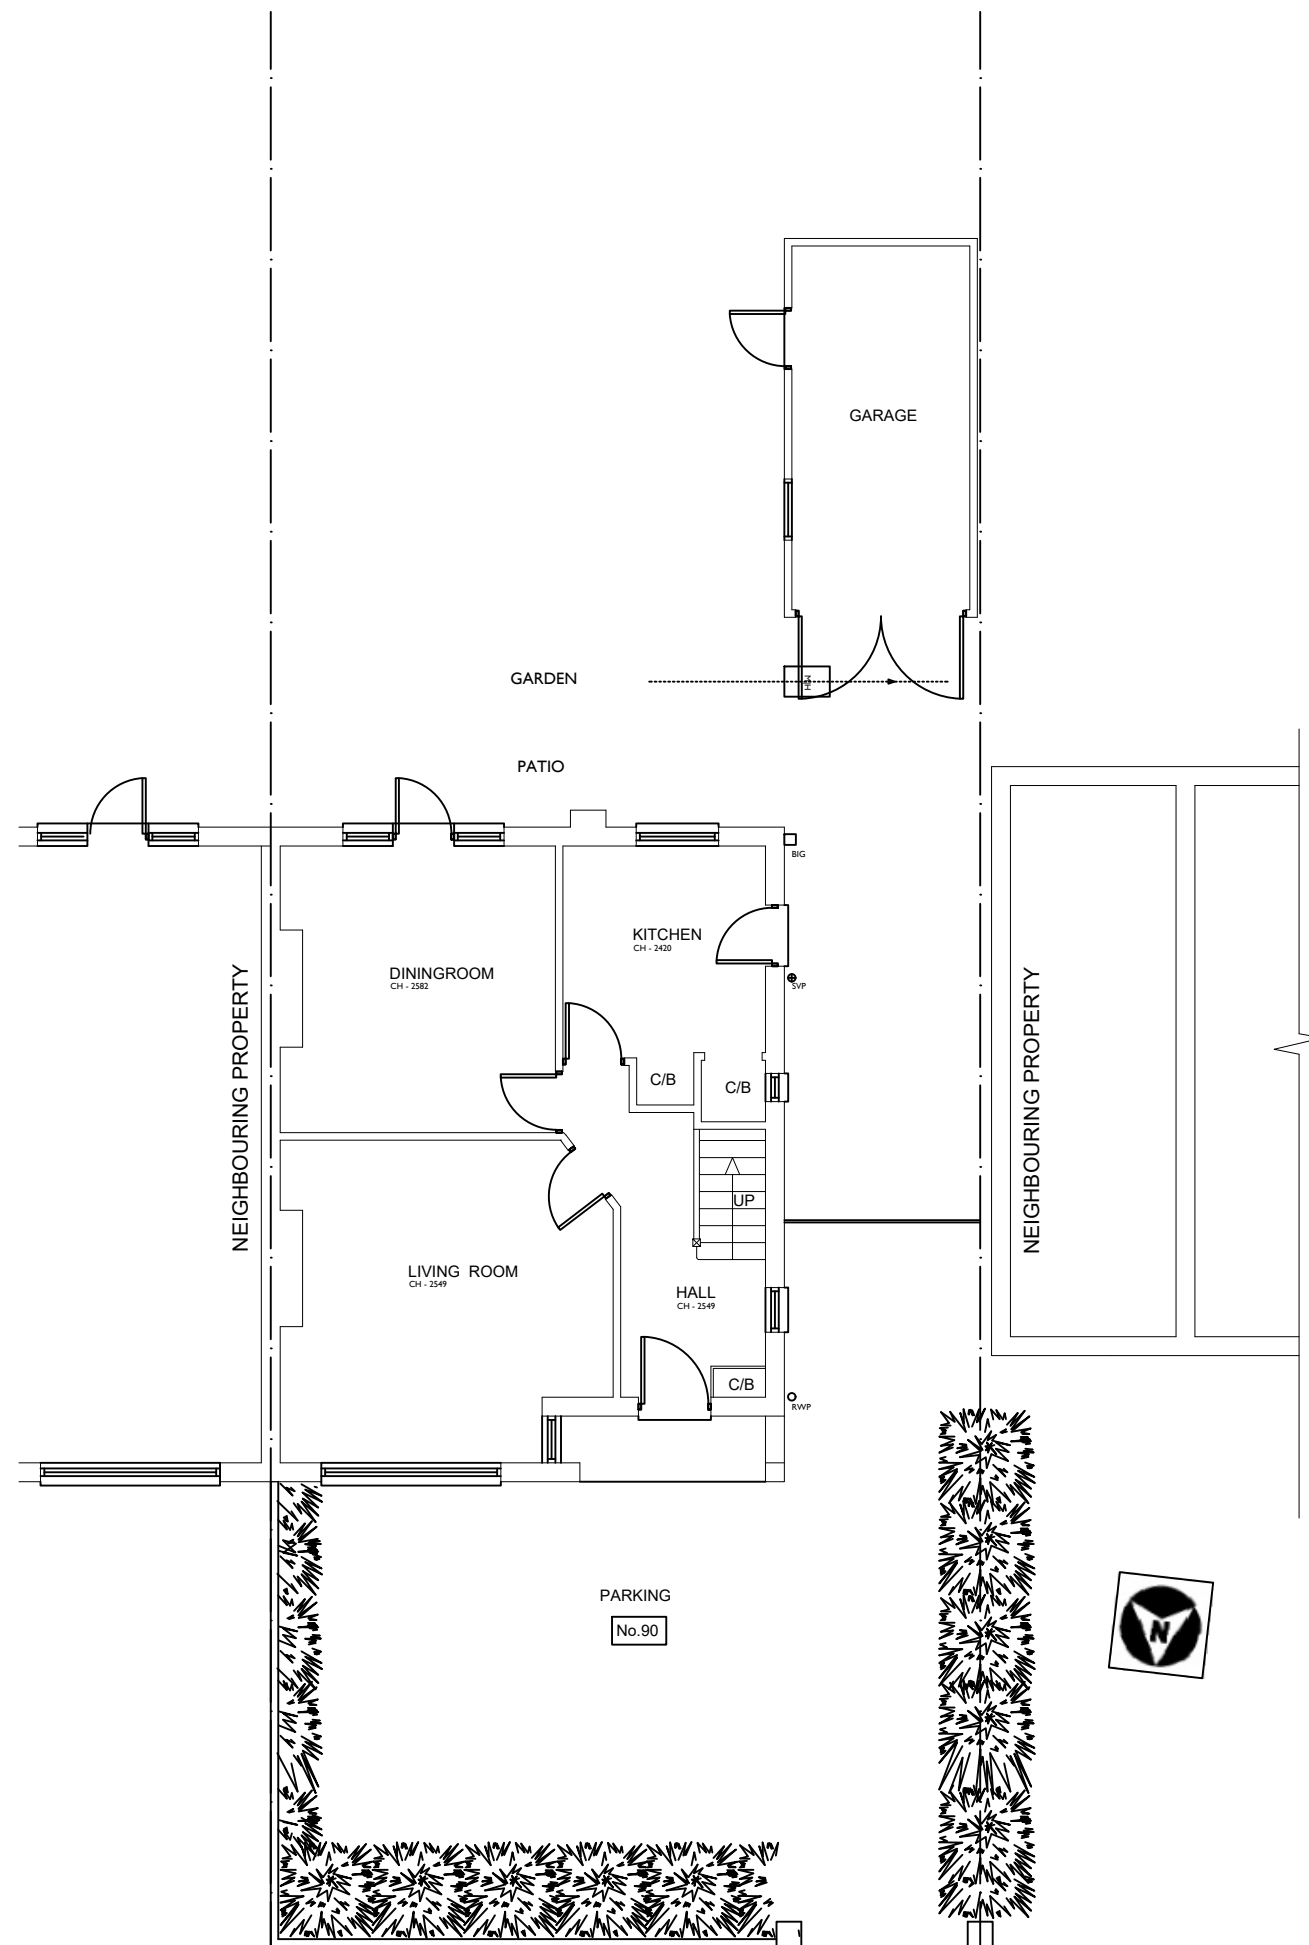 GARAGE
GARDEN
MH
PATIO
BIG
KITCHEN
CH - 2420
DININGROOM
CH - 2582
SVP
NEIGHBOURING PROPERTY
NEIGHBOURING PROPERTY
C/B
C/B
UP
LIVING  ROOM
CH - 2549
HALL
CH - 2549
C/B
RWP
PARKING
No.90
N